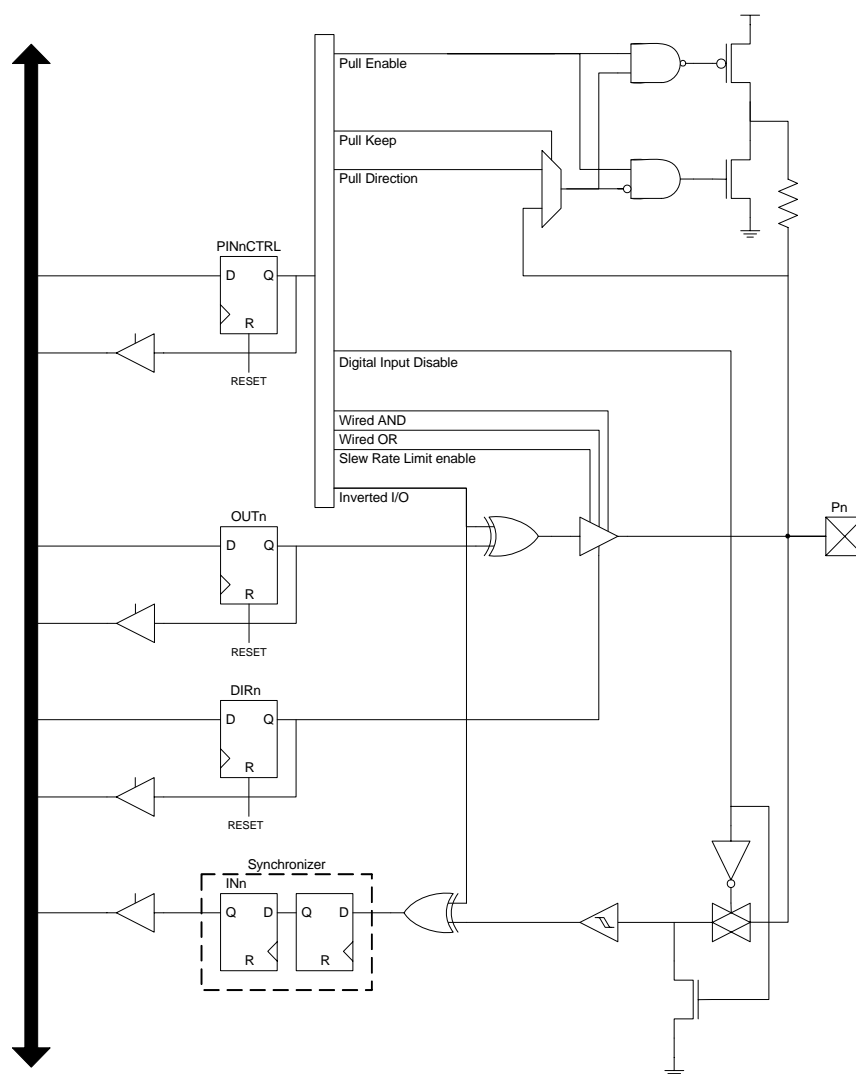 Pull Enable
Pull Keep
Pull Direction
PINnCTRL
D Q
R
RESET
Digital Input Disable
Wired AND
Wired OR
Slew Rate Limit enable
Inverted I/O
Pn
OUTn
D Q
R
RESET
DIRn
D Q
R
RESET
Synchronizer
INn
Q D Q D
R R